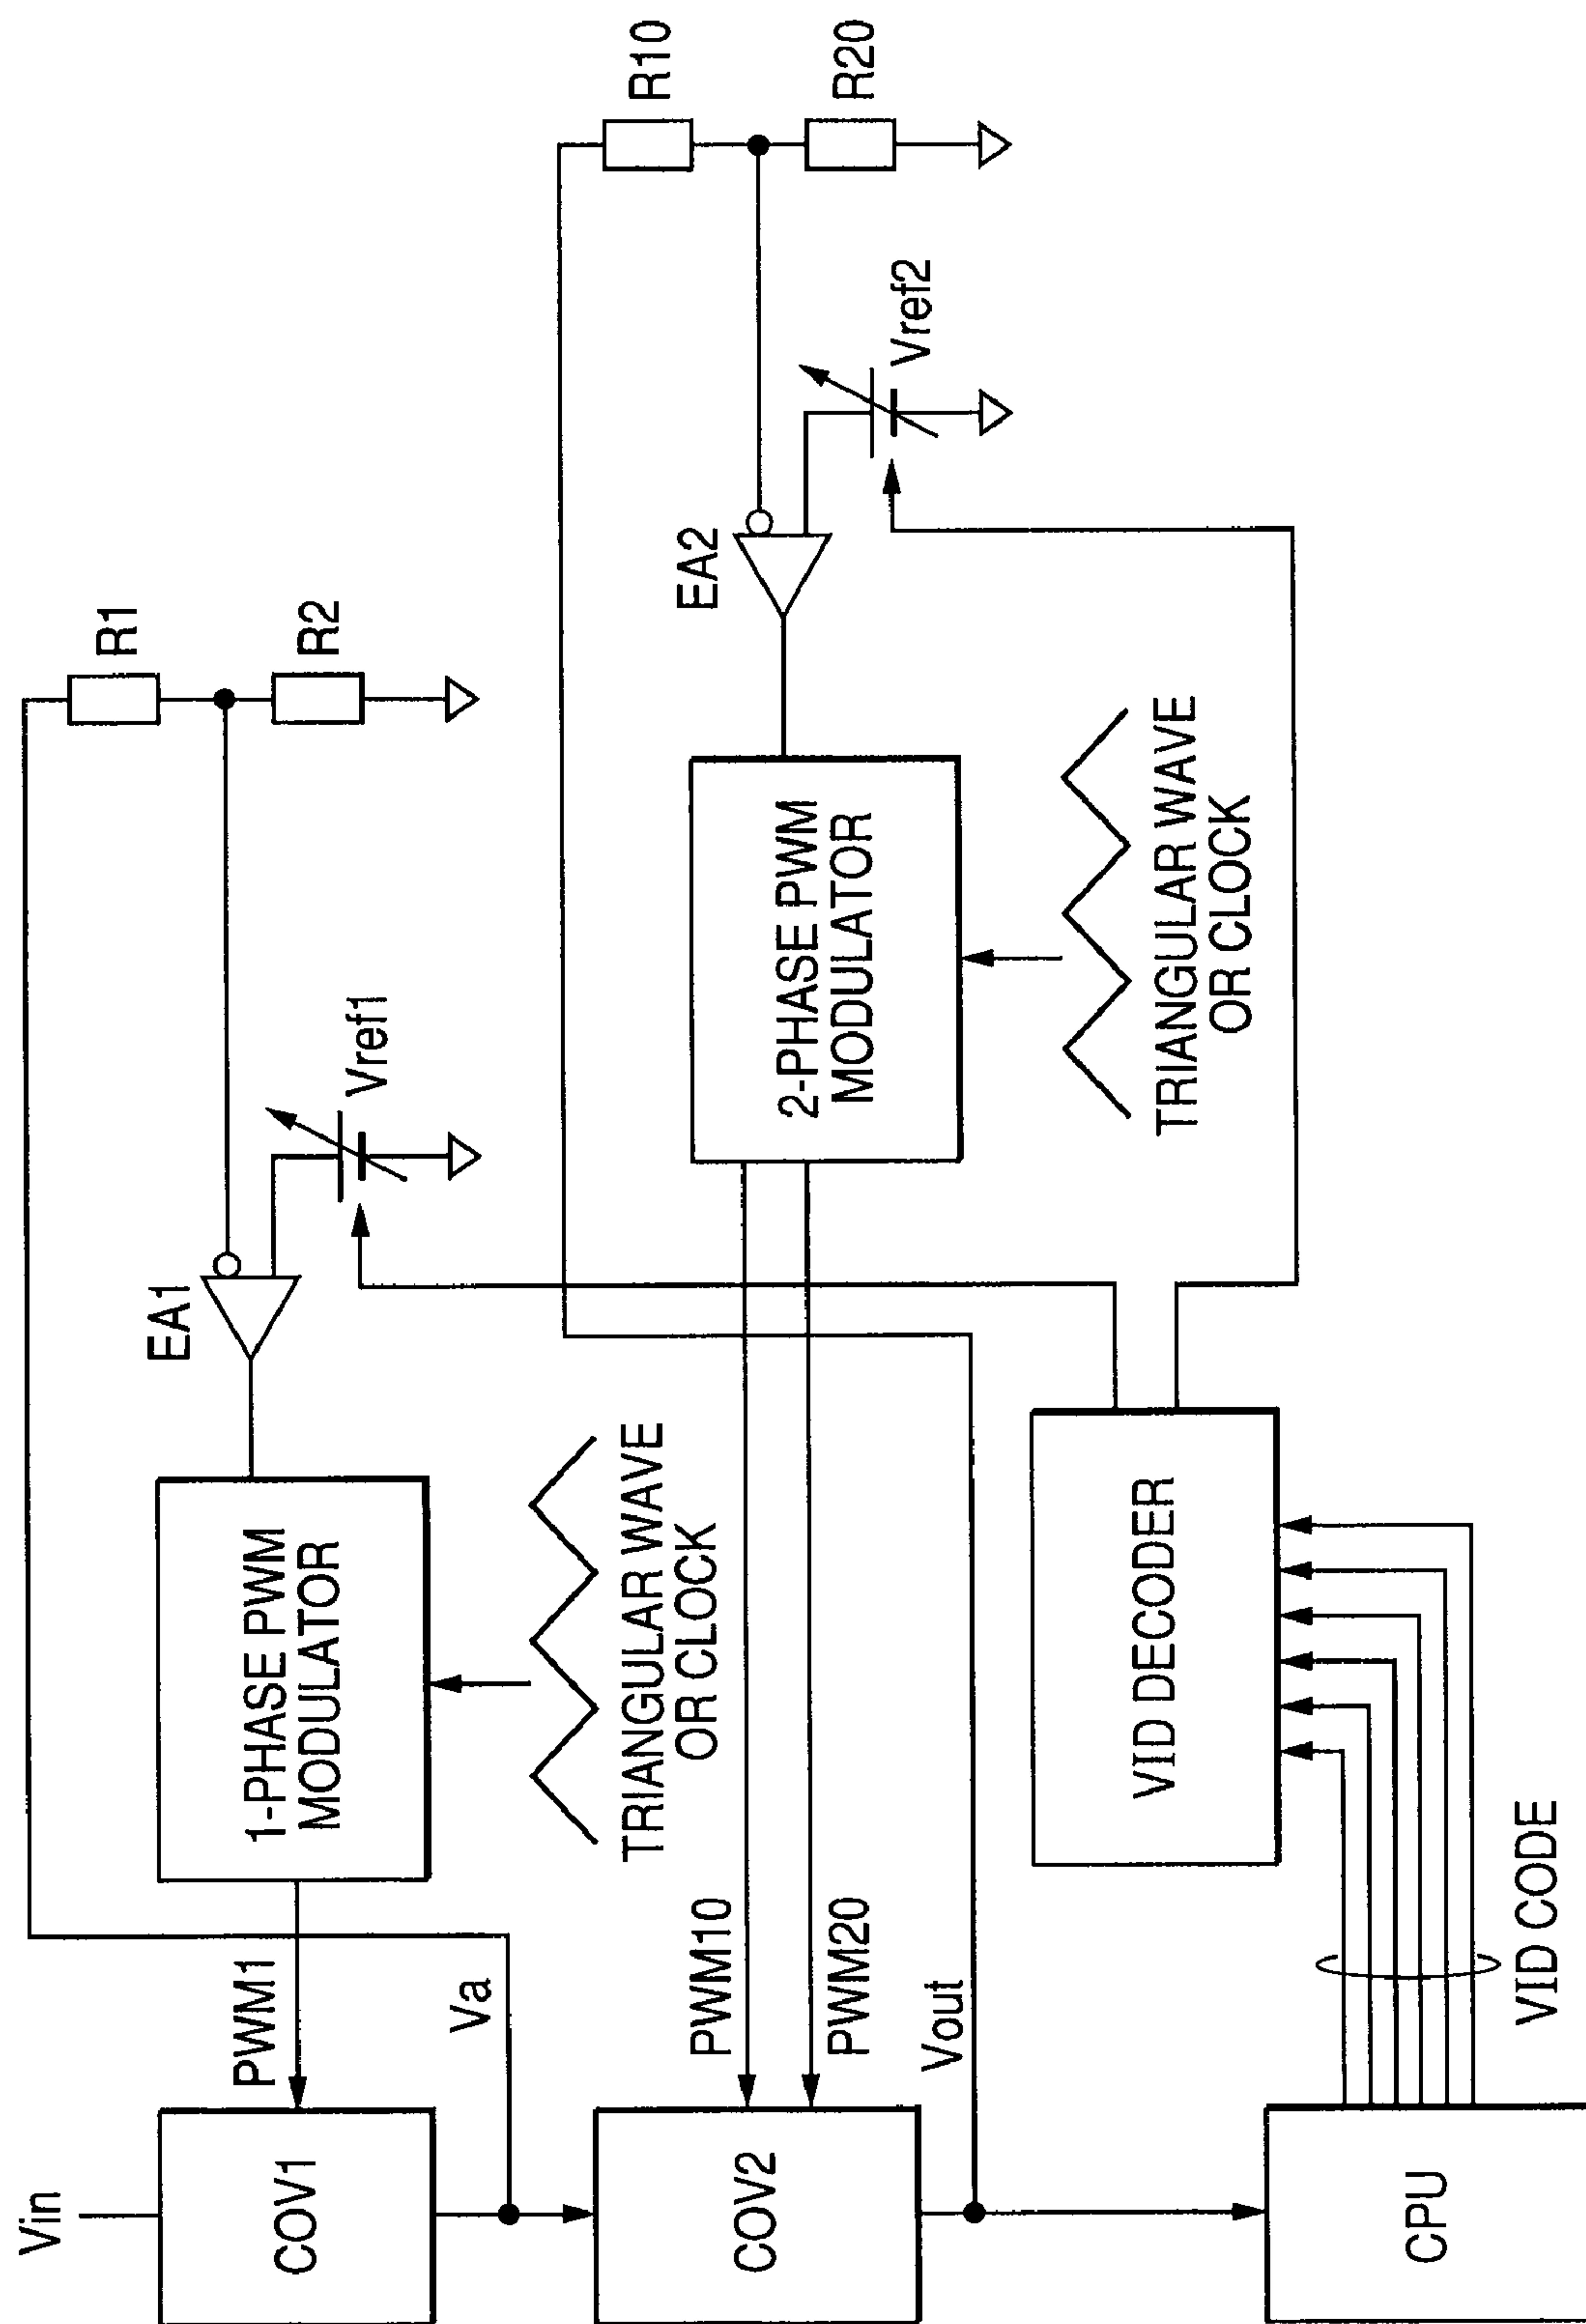 Vin
COV1
PWM1
Va
1-PHASE PWM
MODULATOR
TRIANGULAR WAVE
OR CLOCK
EA1
Vref1
R1
R2
COV2
PWM10
PWM20
Vout
2-PHASE PWM
MODULATOR
TRIANGULAR WAVE
OR CLOCK
EA2
Vref2
R10
R20
CPU
VID CODE
VID DECODER